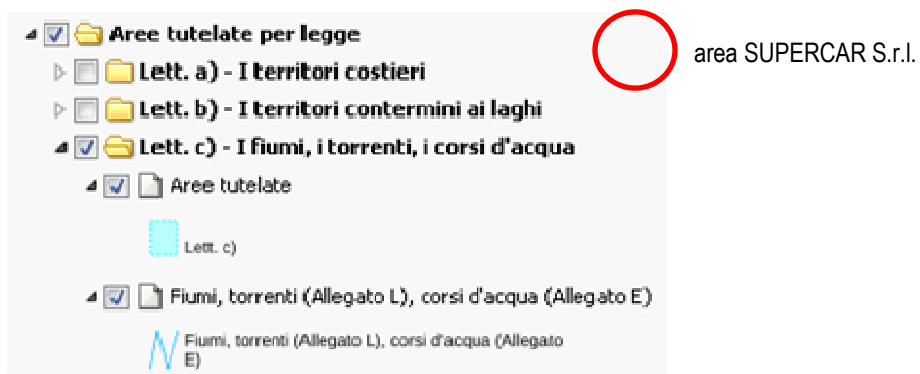 Aree tutelate per legge
area SUPERCAR S.r.l.
Lett. a) - I territori costieri
Lett. b) - I territori contermini ai laghi
Lett. c) - I fiumi, i torrenti, i corsi d'acqua
Aree tutelate
Lett. c)
Fiumi, torrenti (Allegato L), corsi d'acqua (Allegato E)
Fiumi, torrenti (Allegato L), corsi d'acqua (Allegato
E)